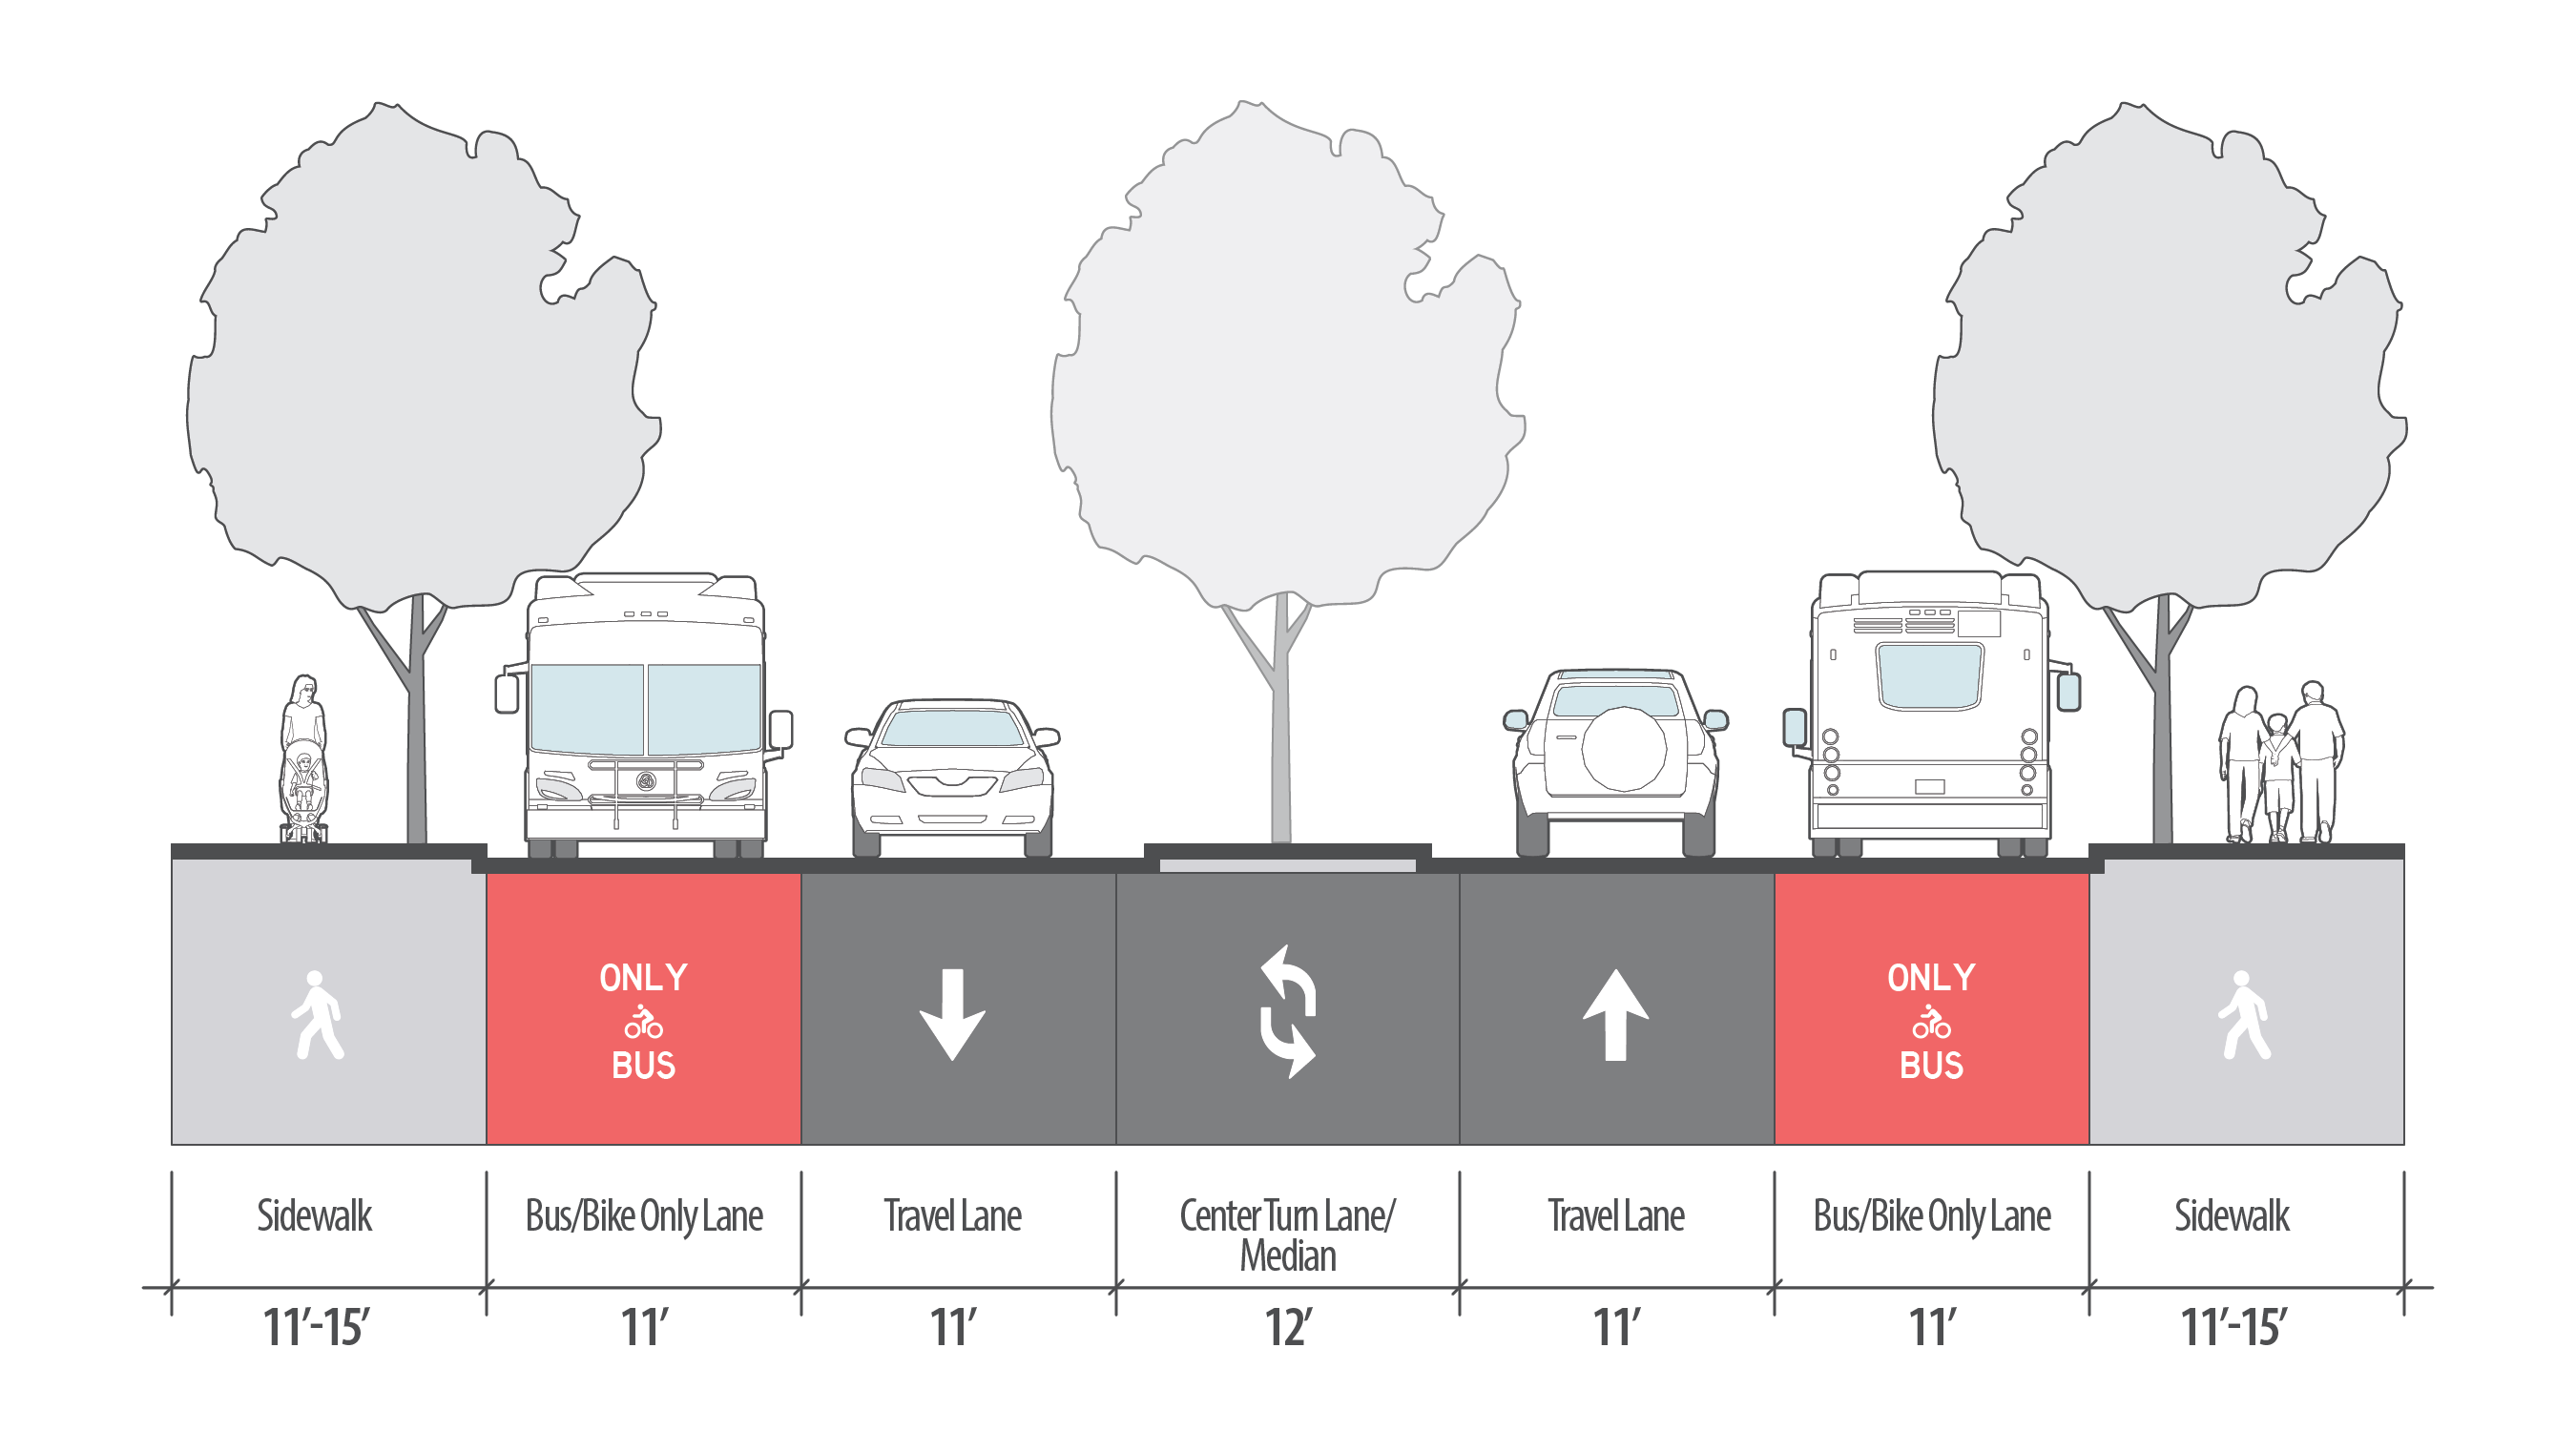 ONLY
BUS
ONLY
BUS
Sidewalk
Bus/Bike Only Lane
Travel Lane
Center Turn Lane/
Median
Travel Lane
Bus/Bike Only Lane
Sidewalk
11’-15’
11’
11’
12’
11’
11’
11’-15’